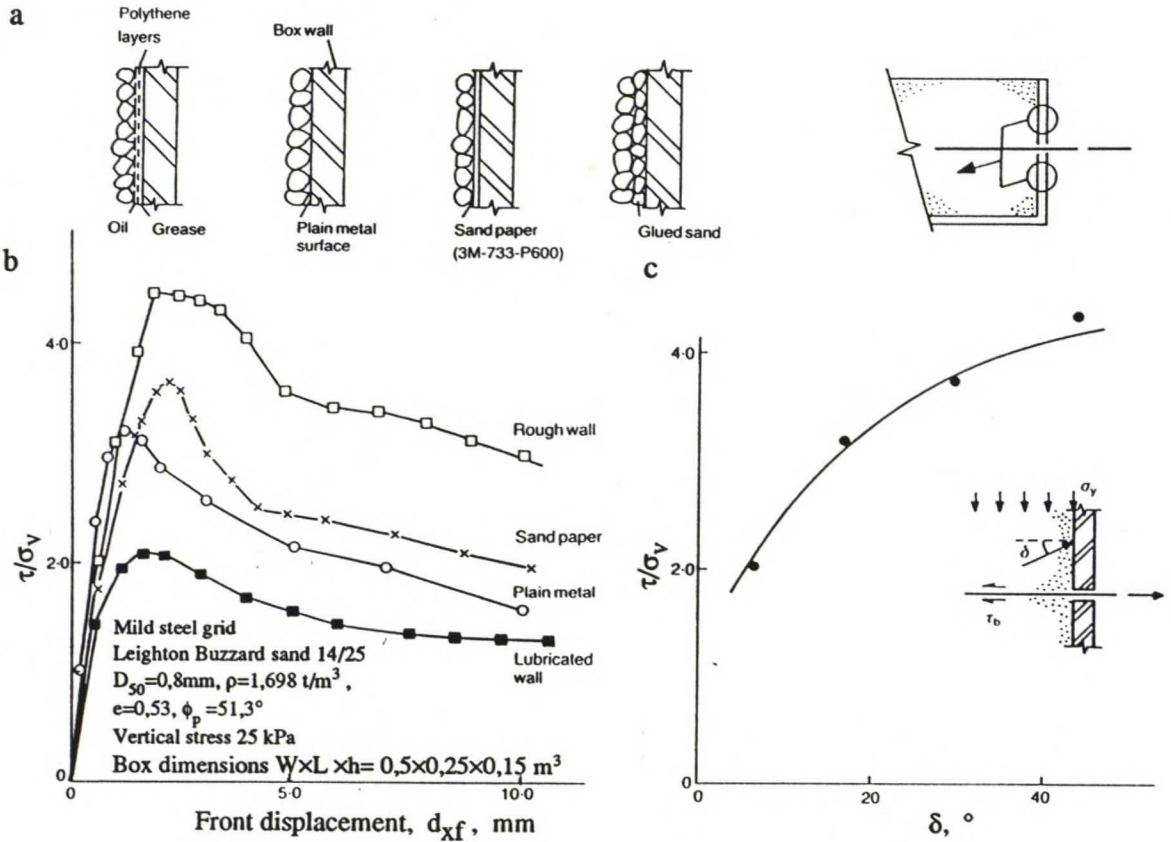 a
Polythene
layers
Box wall
Oil Grease
Plain metal
surface
Sand paper
(3M-733-P600)
Glued sand
b
τ/σv
4·0
2·0
0
0
5·0
10·0
Rough wall
Sand paper
Plain metal
Lubricated
wall
Mild steel grid
Leighton Buzzard sand 14/25
D50=0,8mm, ρ=1,698 t/m³ ,
e=0,53, ϕp =51,3°
Vertical stress 25 kPa
Box dimensions W×L ×h= 0,5×0,25×0,15 m³
Front displacement, dxf , mm
c
τ/σv
4·0
2·0
0
0
20
40
σy
δ
τb
δ, °